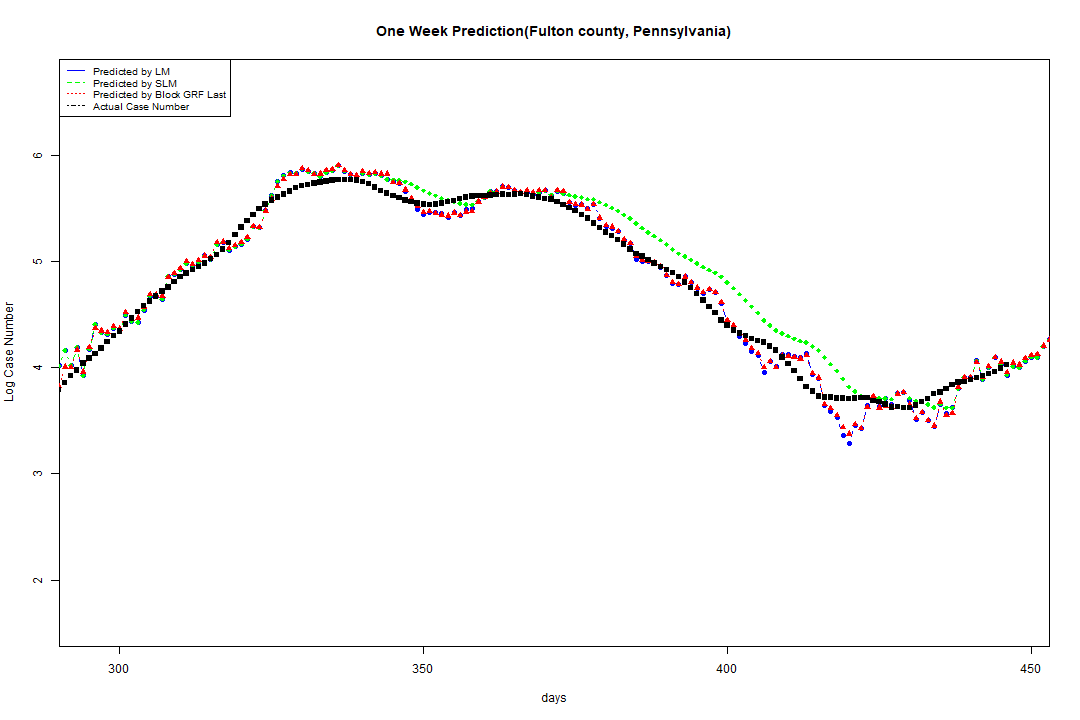 One Week Prediction(Fulton county, Pennsylvania)
Predicted by LM
Predicted by SLM
Predicted by Block GRF Last
Actual Case Number
6
5
4
3
2
Log Case Number
300
350
400
450
days